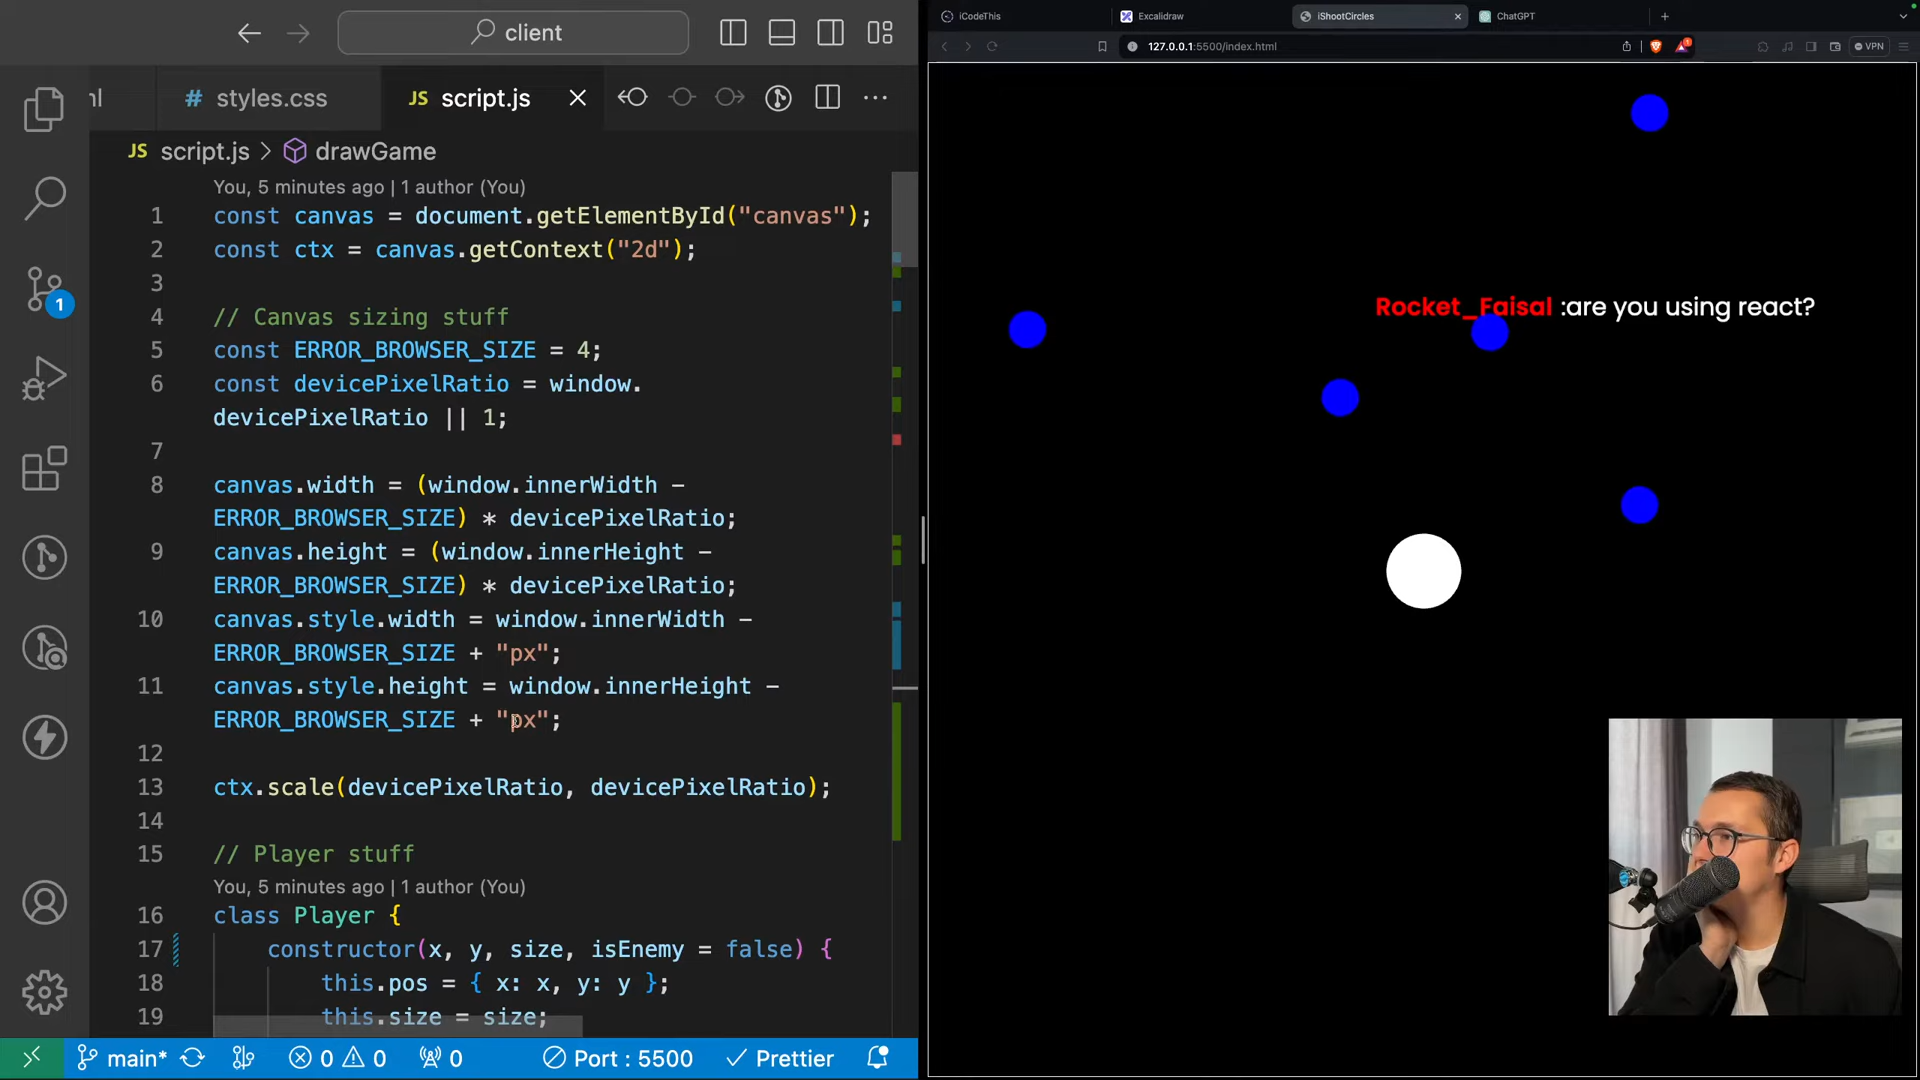 client
nl
# styles.css
JS script.js
JS script.js > drawGame
You, 5 minutes ago | 1 author (You)
1 const canvas = document.getElementById("canvas");
2 const ctx = canvas.getContext("2d");
3
4 // Canvas sizing stuff
5 const ERROR_BROWSER_SIZE = 4;
6 const devicePixelRatio = window.
devicePixelRatio || 1;
7
8 canvas.width = (window.innerWidth -
ERROR_BROWSER_SIZE) * devicePixelRatio;
9 canvas.height = (window.innerHeight -
ERROR_BROWSER_SIZE) * devicePixelRatio;
10 canvas.style.width = window.innerWidth -
ERROR_BROWSER_SIZE + "px";
11 canvas.style.height = window.innerHeight -
ERROR_BROWSER_SIZE + "px";
12
13 ctx.scale(devicePixelRatio, devicePixelRatio);
14
15 // Player stuff
You, 5 minutes ago | 1 author (You)
16 class Player {
17 constructor(x, y, size, isEnemy = false) {
18 this.pos = { x: x, y: y };
19 this.size = size;
1
main* 0 0 0 Port : 5500 Prettier
iCodeThis
Excalidraw
iShootCircles
ChatGPT
127.0.0.1:5500/index.html
1
VPN
Rocket_Faisal :are you using react?